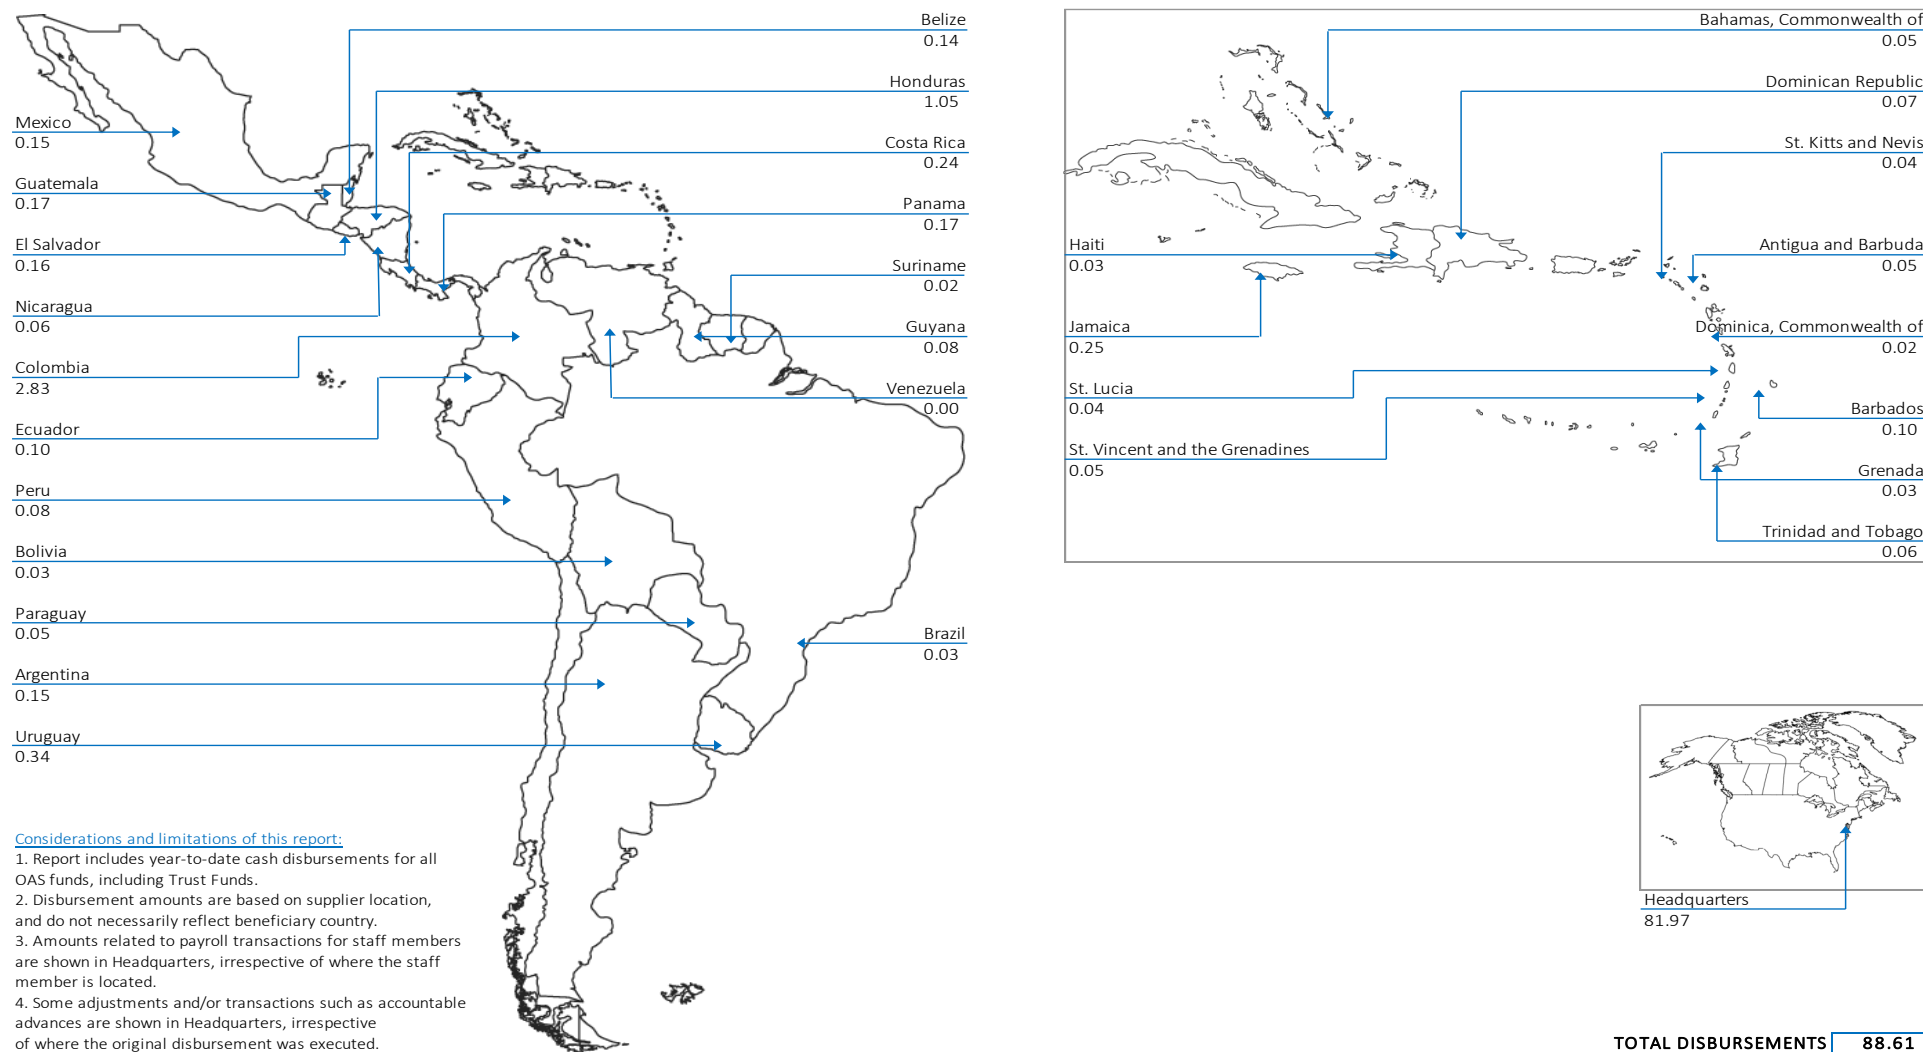 Mexico
0.15
Guatemala
0.17
El Salvador
0.16
Nicaragua
0.06
Colombia
2.83
Ecuador
0.10
Peru
0.08
Bolivia
0.03
Paraguay
0.05
Argentina
0.15
Uruguay
0.34
Belize
0.14
Honduras
1.05
Costa Rica
0.24
Panama
0.17
Suriname
0.02
Guyana
0.08
Venezuela
0.00
Brazil
0.03
Haiti
0.03
Jamaica
0.25
St. Lucia
0.04
St. Vincent and the Grenadines
0.05
Bahamas, Commonwealth of
0.05
Dominican Republic
0.07
St. Kitts and Nevis
0.04
Antigua and Barbuda
0.05
Dominica, Commonwealth of
0.02
Barbados
0.10
Grenada
0.03
Trinidad and Tobago
0.06
Headquarters
81.97
Considerations and limitations of this report:
1. Report includes year-to-date cash disbursements for all
OAS funds, including Trust Funds.
2. Disbursement amounts are based on supplier location,
and do not necessarily reflect beneficiary country.
3. Amounts related to payroll transactions for staff members
are shown in Headquarters, irrespective of where the staff
member is located.
4. Some adjustments and/or transactions such as accountable
advances are shown in Headquarters, irrespective
of where the original disbursement was executed.
TOTAL DISBURSEMENTS 88.61